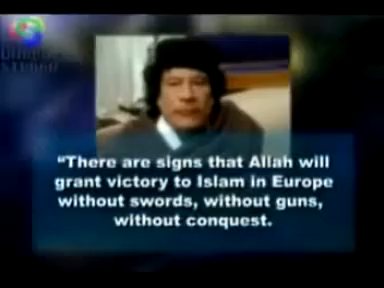 “There are signs that Allah will
grant victory to Islam in Europe
without swords, without guns,
without conquest.